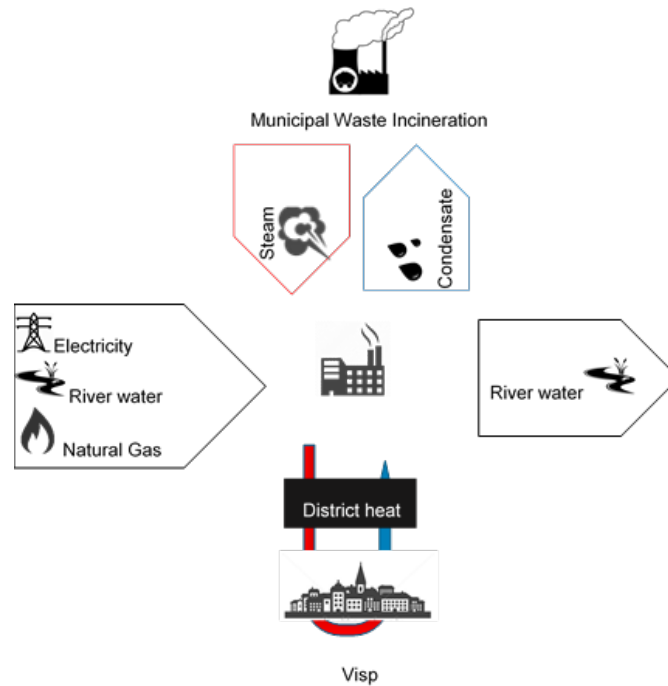 Municipal Waste Incineration
Steam
Condensate
Electricity
River water
Natural Gas
River water
District heat
Visp